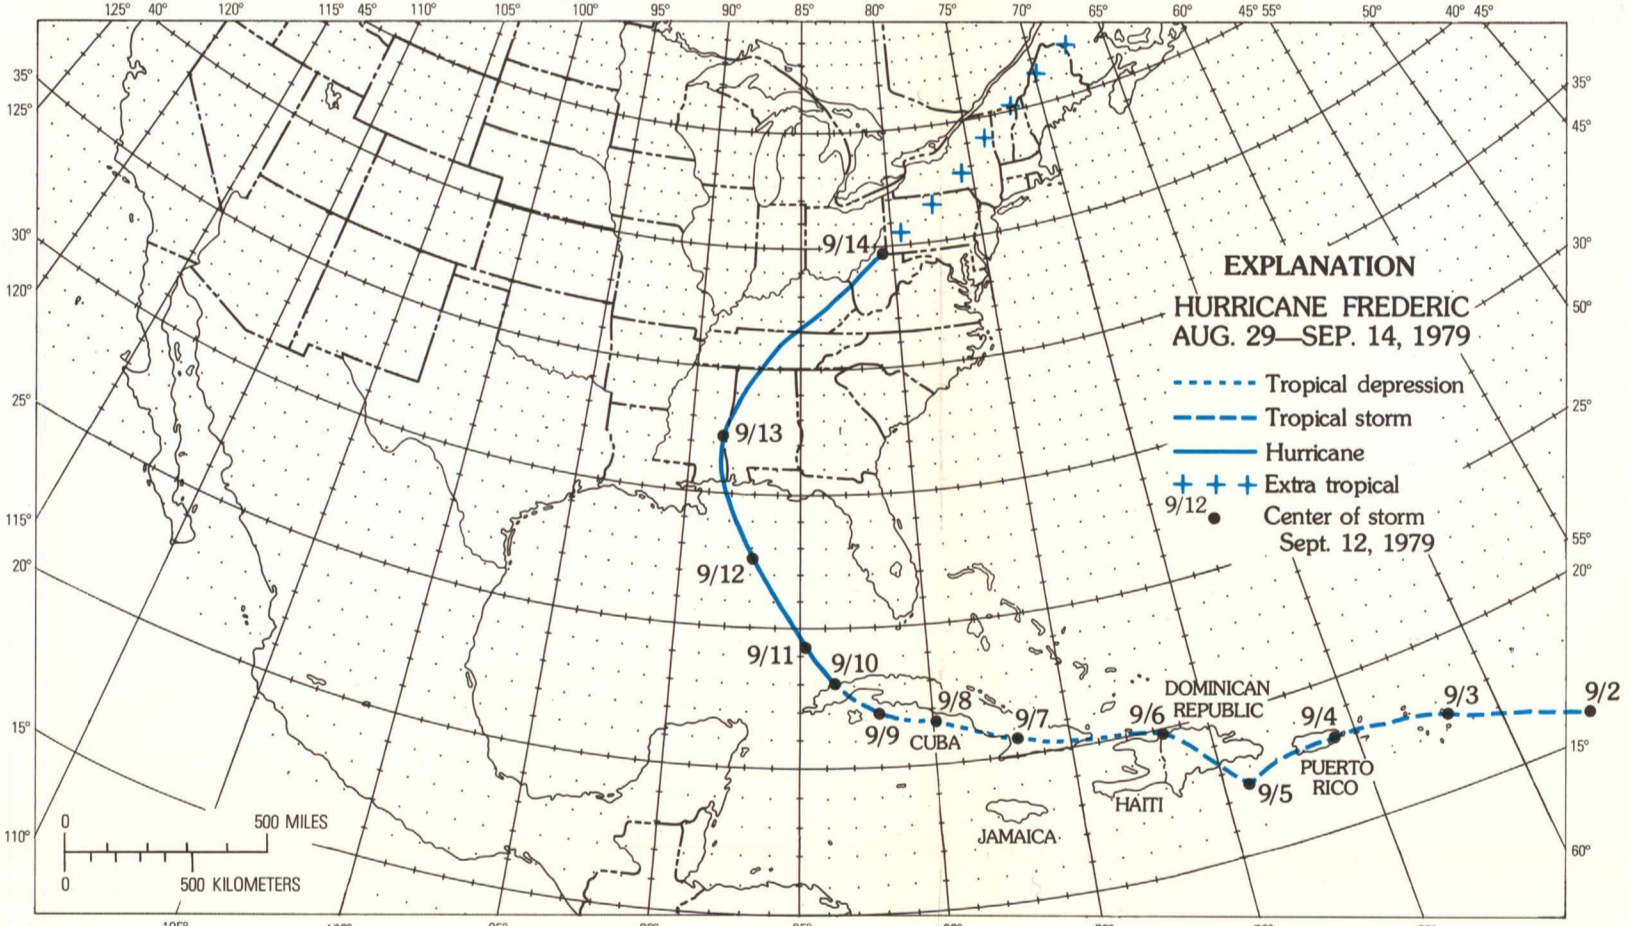 125° 40° 120° 115° 45° 110° 105° 100° 95° 90° 85° 80° 75° 70° 65° 60° 45° 55° 50° 40° 45°
35°
35°
125°
45°
30°
30°
9/14
EXPLANATION
120°
50°
HURRICANE FREDERIC
AUG. 29—SEP. 14, 1979
Tropical depression
25°
25°
Tropical storm
9/13
Hurricane
Extra tropical
9/12
Center of storm
Sept. 12, 1979
115°
55°
20°
20°
9/12
9/11
9/10
DOMINICAN
REPUBLIC
9/8
9/7
9/6
9/4
9/3
9/2
15°
15°
9/9
CUBA
PUERTO
RICO
9/5
HAITI
JAMAICA
0
500 MILES
110°
60°
0
500 KILOMETERS